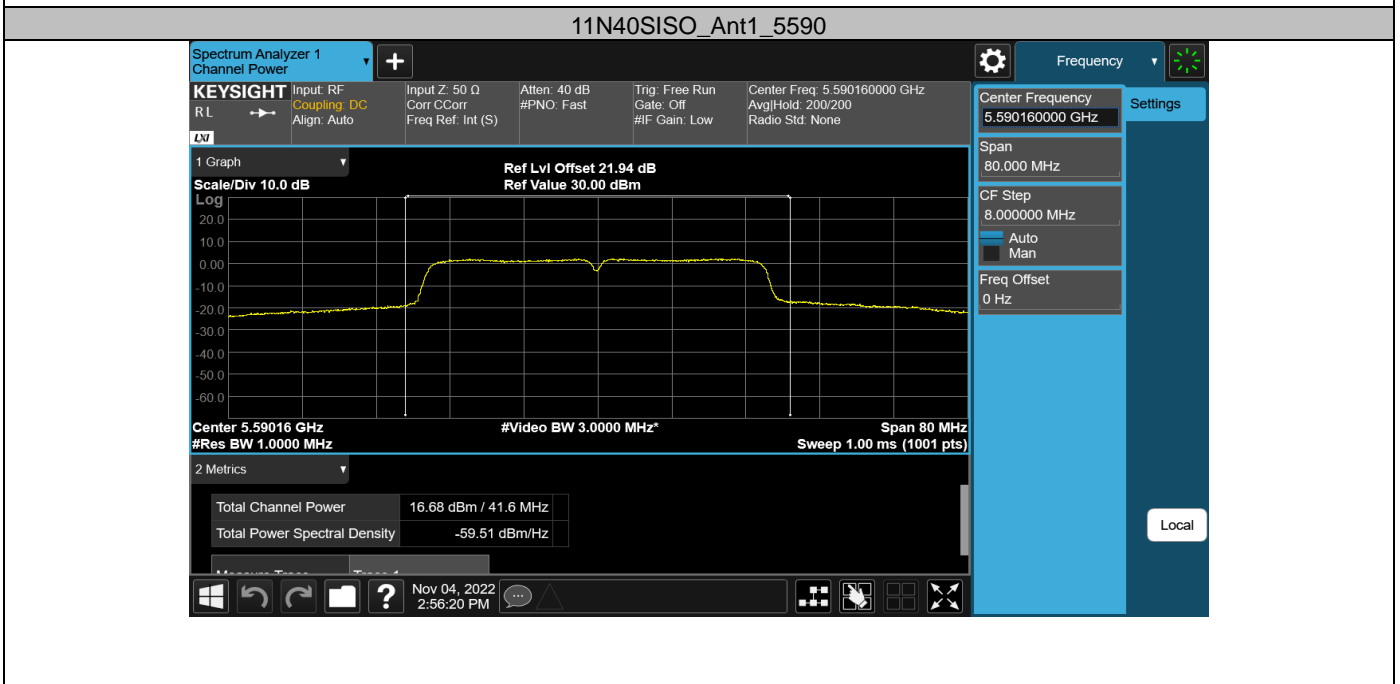 11N40SISO_Ant1_5590
Spectrum Analyzer 1
Channel Power
Frequency
KEYSIGHT
R L
LXI
Input: RF
Coupling: DC
Align: Auto
Input Z: 50 Ω
Corr CCorr
Freq Ref: Int (S)
Atten: 40 dB
#PNO: Fast
Trig: Free Run
Gate: Off
#IF Gain: Low
Center Freq: 5.590160000 GHz
Avg|Hold: 200/200
Radio Std: None
Center Frequency
5.590160000 GHz
Settings
Span
80.000 MHz
CF Step
8.000000 MHz
Auto
Man
Freq Offset
0 Hz
Local
1 Graph
Ref Lvl Offset 21.94 dB
Scale/Div 10.0 dB
Ref Value 30.00 dBm
Log
20.0
10.0
0.00
-10.0
-20.0
-30.0
-40.0
-50.0
-60.0
Center 5.59016 GHz
#Video BW 3.0000 MHz*
Span 80 MHz
#Res BW 1.0000 MHz
Sweep 1.00 ms (1001 pts)
2 Metrics
Total Channel Power 16.68 dBm / 41.6 MHz
Total Power Spectral Density -59.51 dBm/Hz
Measure Trace Trace 1
?
Nov 04, 2022
2:56:20 PM